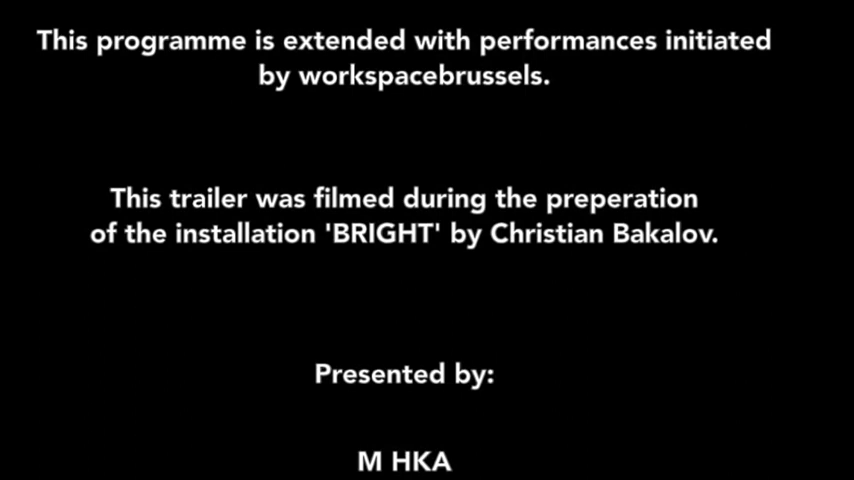 This programme is extended with performances initiated
by workspacebrussels.
This trailer was filmed during the preperation
of the installation 'BRIGHT' by Christian Bakalov.
Presented by:
M HKA